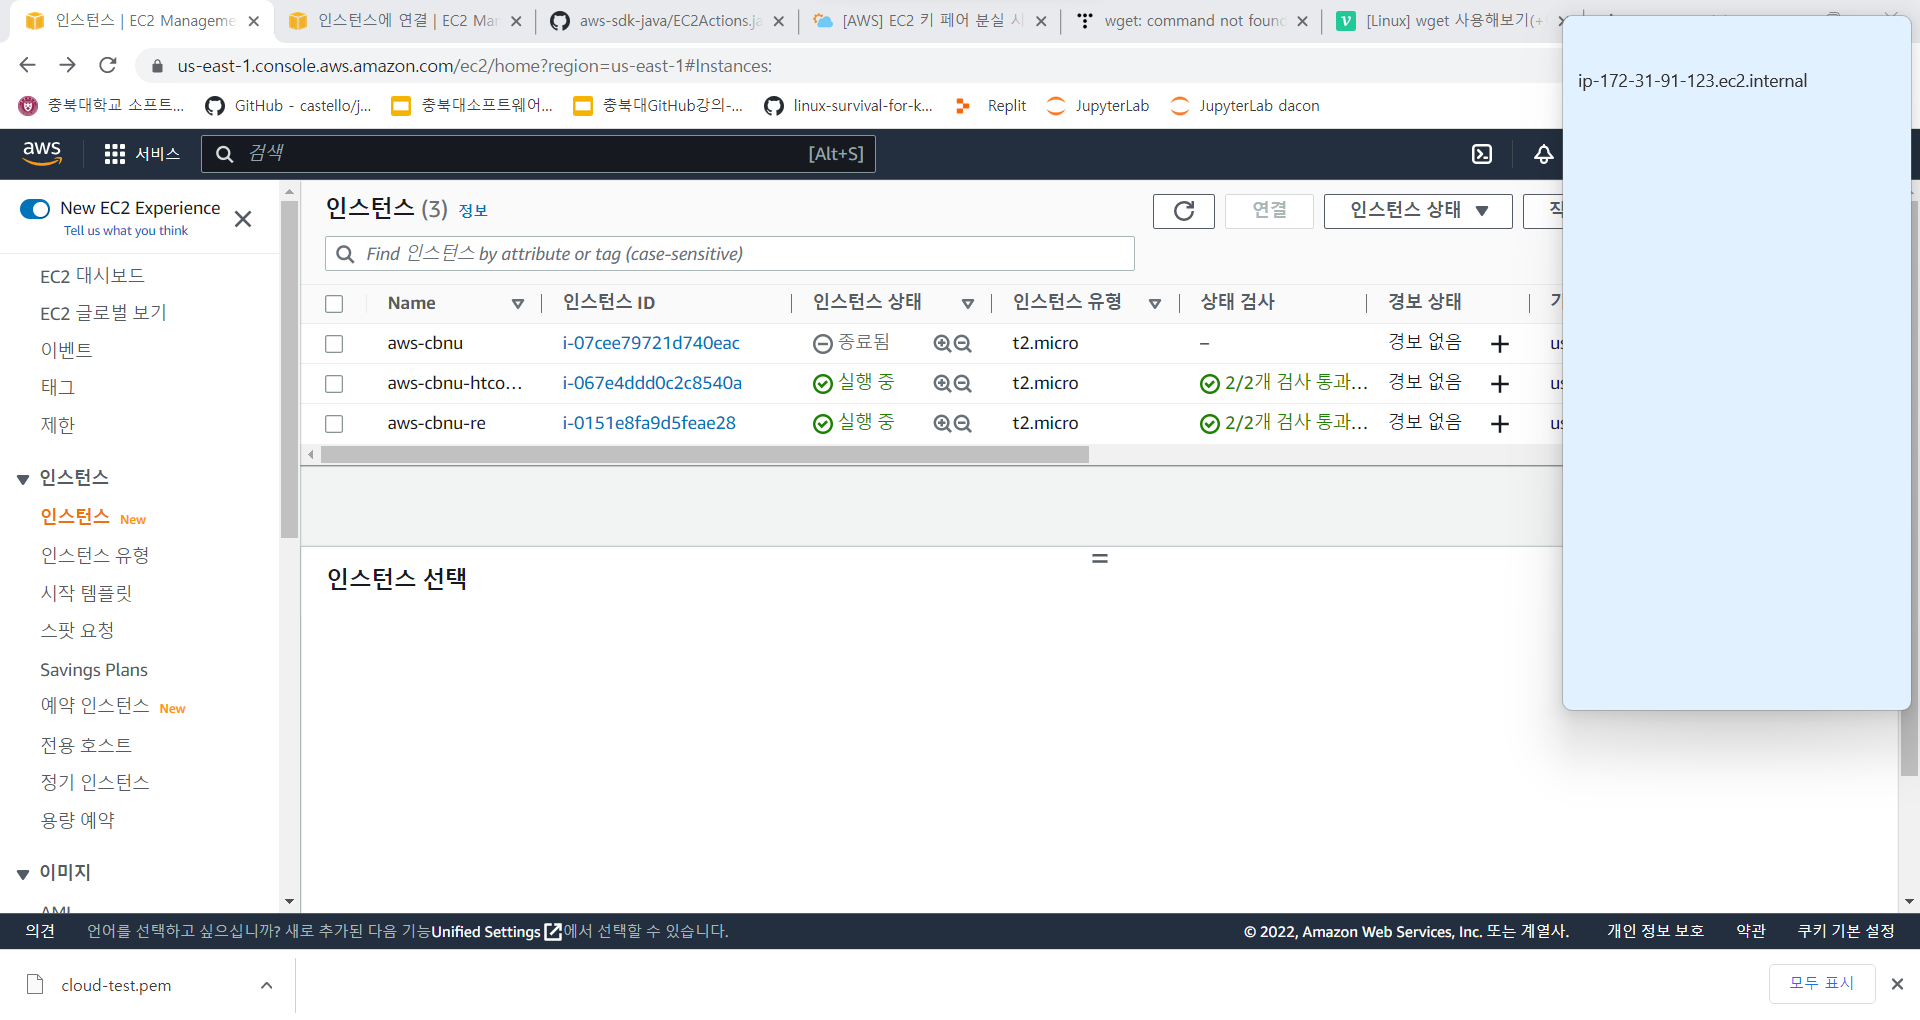 인스턴스 | EC2 Manageme
인스턴스에 연결 | EC2 Mar
aws-sdk-java/EC2Actions.ja
[AWS] EC2 키 페어 분실 시
wget: command not foun
[Linux] wget 사용해보기(+
us-east-1.console.aws.amazon.com/ec2/home?region=us-east-1#Instances:
충북대학교 소프트...
GitHub - castello/j...
충북대소프트웨어...
충북대GitHub강의-...
linux-survival-for-k...
Replit
JupyterLab
JupyterLab dacon
ip-172-31-91-123.ec2.internal
aws
서비스
검색
[Alt+S]
New EC2 Experience
Tell us what you think
EC2 대시보드
EC2 글로벌 보기
이벤트
태그
제한
인스턴스
인스턴스 New
인스턴스 유형
시작 템플릿
스팟 요청
Savings Plans
예약 인스턴스 New
전용 호스트
정기 인스턴스
용량 예약
이미지
AMI
인스턴스 (3) 정보
연결
인스턴스 상태
Find 인스턴스 by attribute or tag (case-sensitive)
Name 인스턴스 ID 인스턴스 상태 인스턴스 유형 상태 검사 경보 상태
aws-cbnu i-07cee79721d740eac 종료됨 t2.micro – 경보 없음 us
aws-cbnu-htco... i-067e4ddd0c2c8540a 실행 중 t2.micro 2/2개 검사 통과... 경보 없음 us
aws-cbnu-re i-0151e8fa9d5feae28 실행 중 t2.micro 2/2개 검사 통과... 경보 없음 us
인스턴스 선택
의견
언어를 선택하고 싶으십니까? 새로 추가된 다음 기능Unified Settings에서 선택할 수 있습니다.
© 2022, Amazon Web Services, Inc. 또는 계열사.
개인 정보 보호
약관
쿠키 기본 설정
cloud-test.pem
모두 표시